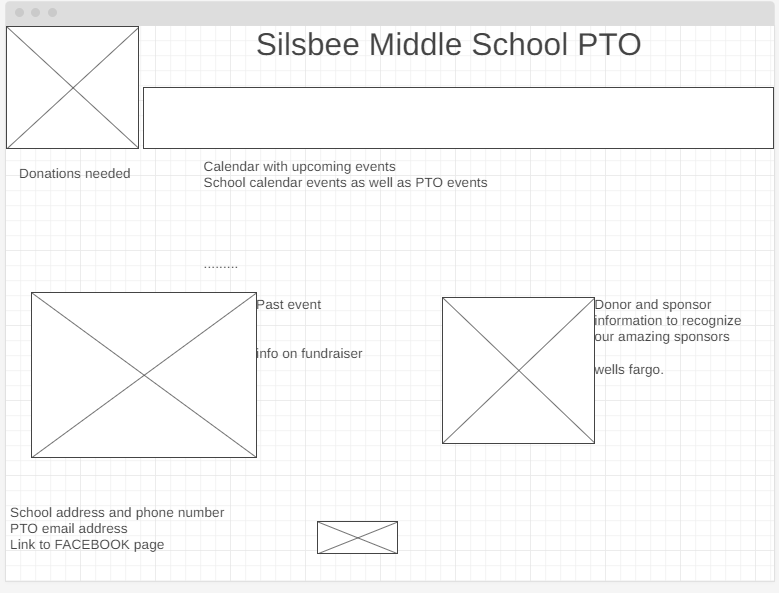 Silsbee Middle School PTO
Donations needed
Calendar with upcoming events
School calendar events as well as PTO events
.........
Past event
info on fundraiser
Donor and sponsor
information to recognize
our amazing sponsors
wells fargo.
School address and phone number
PTO email address
Link to FACEBOOK page